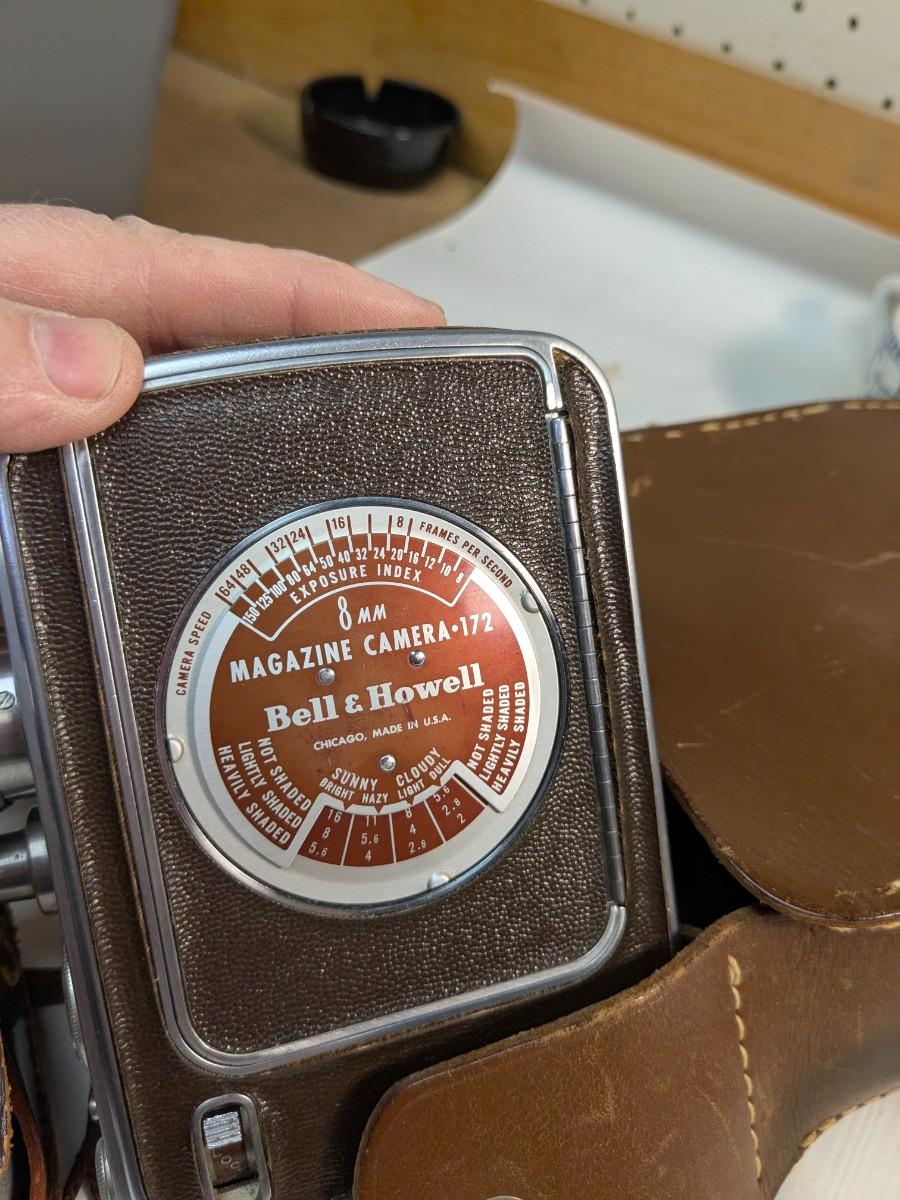 CAMERA SPEED 64 48 32 24 16 8 FRAMES PER SECOND
150 125 100 80 64 50 40 32 24 20 16 12 10 8
EXPOSURE INDEX
8 MM
MAGAZINE CAMERA•172
Bell & Howell
CHICAGO, MADE IN U.S.A.
SUNNY CLOUDY
BRIGHT HAZY LIGHT DULL
NOT SHADED 16 11 8 5.6 NOT SHADED
LIGHTLY SHADED 8 5.6 4 2.8 LIGHTLY SHADED
HEAVILY SHADED 5.6 4 2.8 2 HEAVILY SHADED